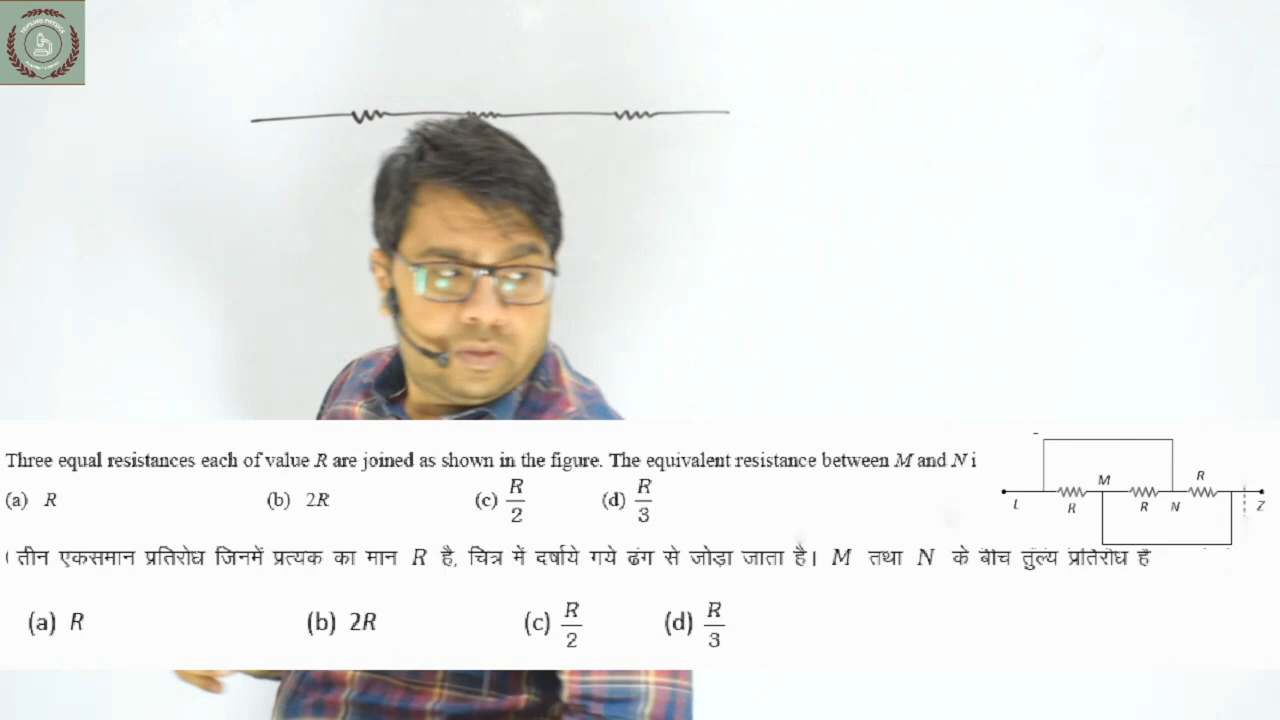 Three equal resistances each of value R are joined as shown in the figure. The equivalent resistance between M and N i
(a) R (b) 2R (c) R/2 (d) R/3
M R
L R R N Z
( तीन एकसमान प्रतिरोध जिनमें प्रत्यक का मान R है, चित्र में दर्षाये गये ढंग से जोड़ा जाता है। M तथा N के बीच तुल्य प्रतिरोध है
(a) R (b) 2R (c) R/2 (d) R/3